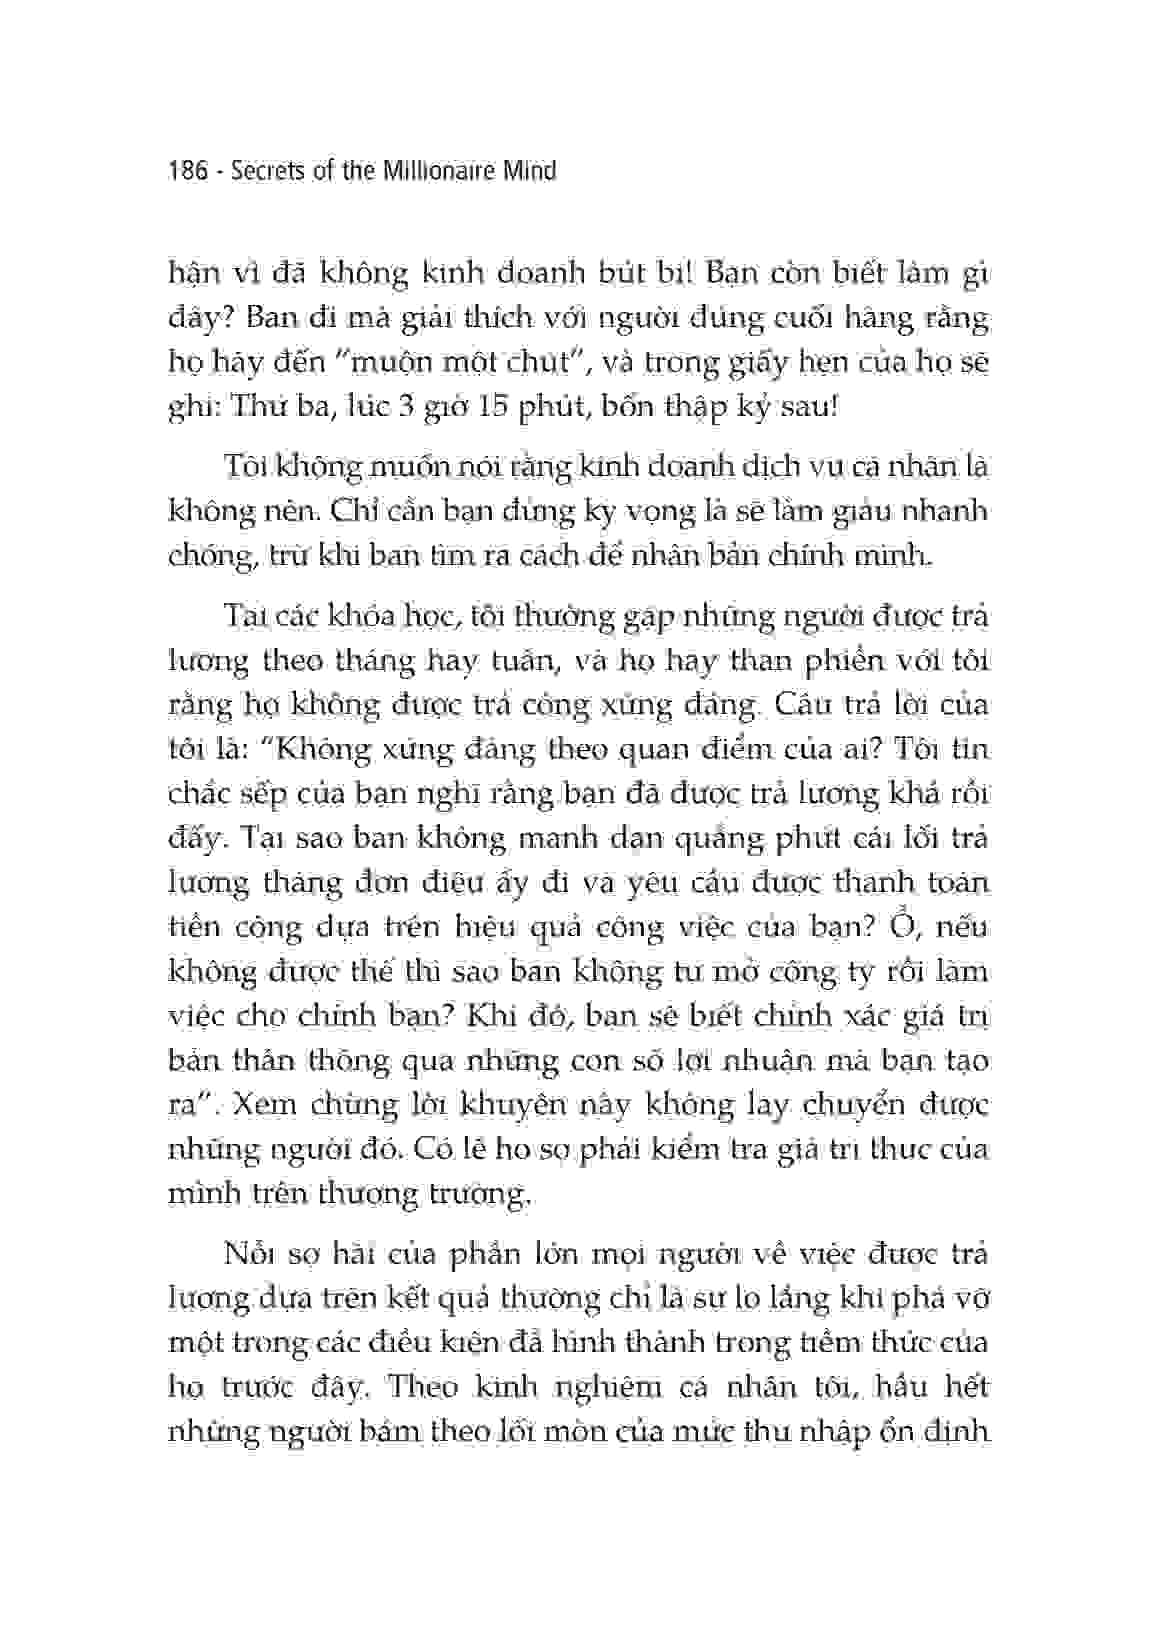 186 - Secrets of the Millionaire Mind
hận vì đã không kinh doanh bút bi! Bạn còn biết làm gì
đây? Bạn đi mà giải thích với người đứng cuối hàng rằng
họ hãy đến “muộn một chút”, và trong giấy hẹn của họ sẽ
ghi: Thứ ba, lúc 3 giờ 15 phút, bốn thập kỷ sau!
Tôi không muốn nói rằng kinh doanh dịch vụ cá nhân là
không nên. Chỉ cần bạn đừng kỳ vọng là sẽ làm giàu nhanh
chóng, trừ khi bạn tìm ra cách để nhân bản chính mình.
Tại các khóa học, tôi thường gặp những người được trả
lương theo tháng hay tuần, và họ hay than phiền với tôi
rằng họ không được trả công xứng đáng. Câu trả lời của
tôi là: “Không xứng đáng theo quan điểm của ai? Tôi tin
chắc sếp của bạn nghĩ rằng bạn đã được trả lương khá rồi
đấy. Tại sao bạn không mạnh dạn quẳng phứt cái lối trả
lương tháng đơn điệu ấy đi và yêu cầu được thanh toán
tiền công dựa trên hiệu quả công việc của bạn? Ồ, nếu
không được thế thì sao bạn không tự mở công ty rồi làm
việc cho chính bạn? Khi đó, bạn sẽ biết chính xác giá trị
bản thân thông qua những con số lợi nhuận mà bạn tạo
ra”. Xem chừng lời khuyên này không lay chuyển được
những người đó. Có lẽ họ sợ phải kiểm tra giá trị thực của
mình trên thương trường.
Nỗi sợ hãi của phần lớn mọi người về việc được trả
lương dựa trên kết quả thường chỉ là sự lo lắng khi phá vỡ
một trong các điều kiện đã hình thành trong tiềm thức của
họ trước đây. Theo kinh nghiệm cá nhân tôi, hầu hết
những người bám theo lối mòn của mức thu nhập ổn định